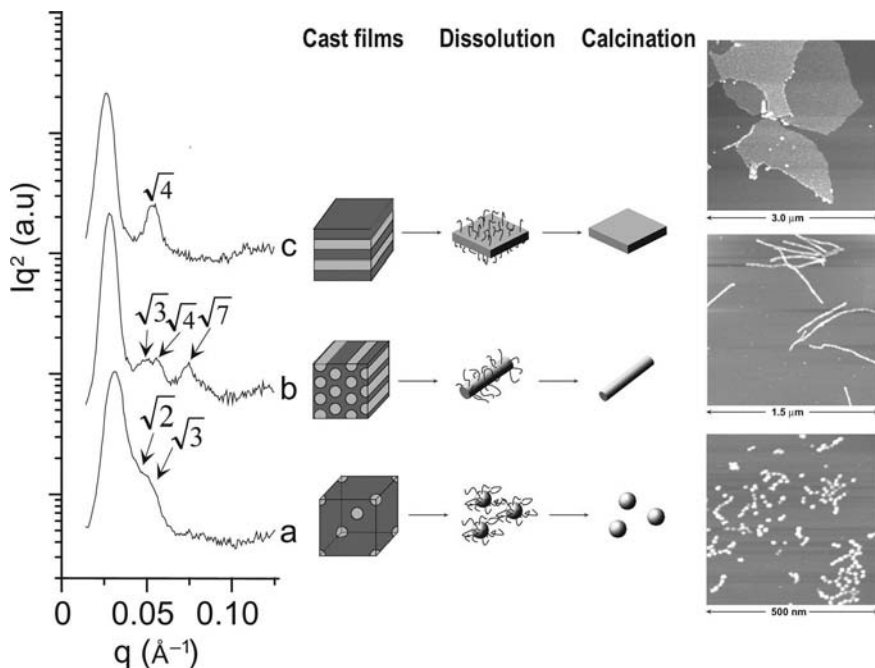 Cast films Dissolution Calcination
Iq² (a.u)
√4
c
3.0 µm
√3 √4 √7
b
1.5 µm
√2
√3
a
500 nm
0 0.05 0.10
q (Å⁻¹)